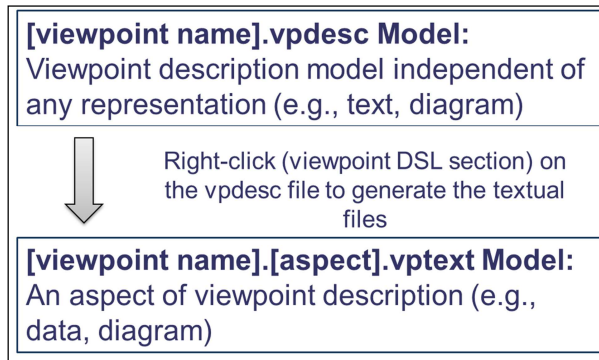 [viewpoint name].vpdesc Model:
Viewpoint description model independent of
any representation (e.g., text, diagram)
Right-click (viewpoint DSL section) on
the vpdesc file to generate the textual
files
[viewpoint name].[aspect].vptext Model:
An aspect of viewpoint description (e.g.,
data, diagram)